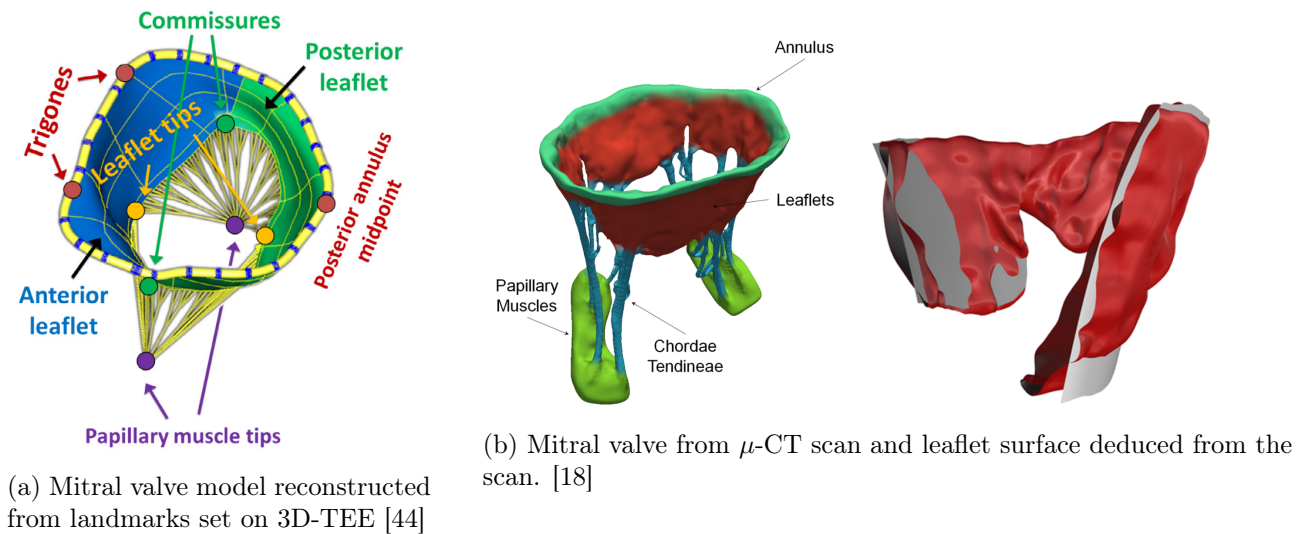 Commissures
Posterior
leaflet
Trigones
Leaflet tips
Posterior annulus
midpoint
Anterior
leaflet
Papillary muscle tips
(a) Mitral valve model reconstructed
from landmarks set on 3D-TEE [44]
Annulus
Leaflets
Papillary
Muscles
Chordae
Tendineae
(b) Mitral valve from μ-CT scan and leaflet surface deduced from the
scan. [18]